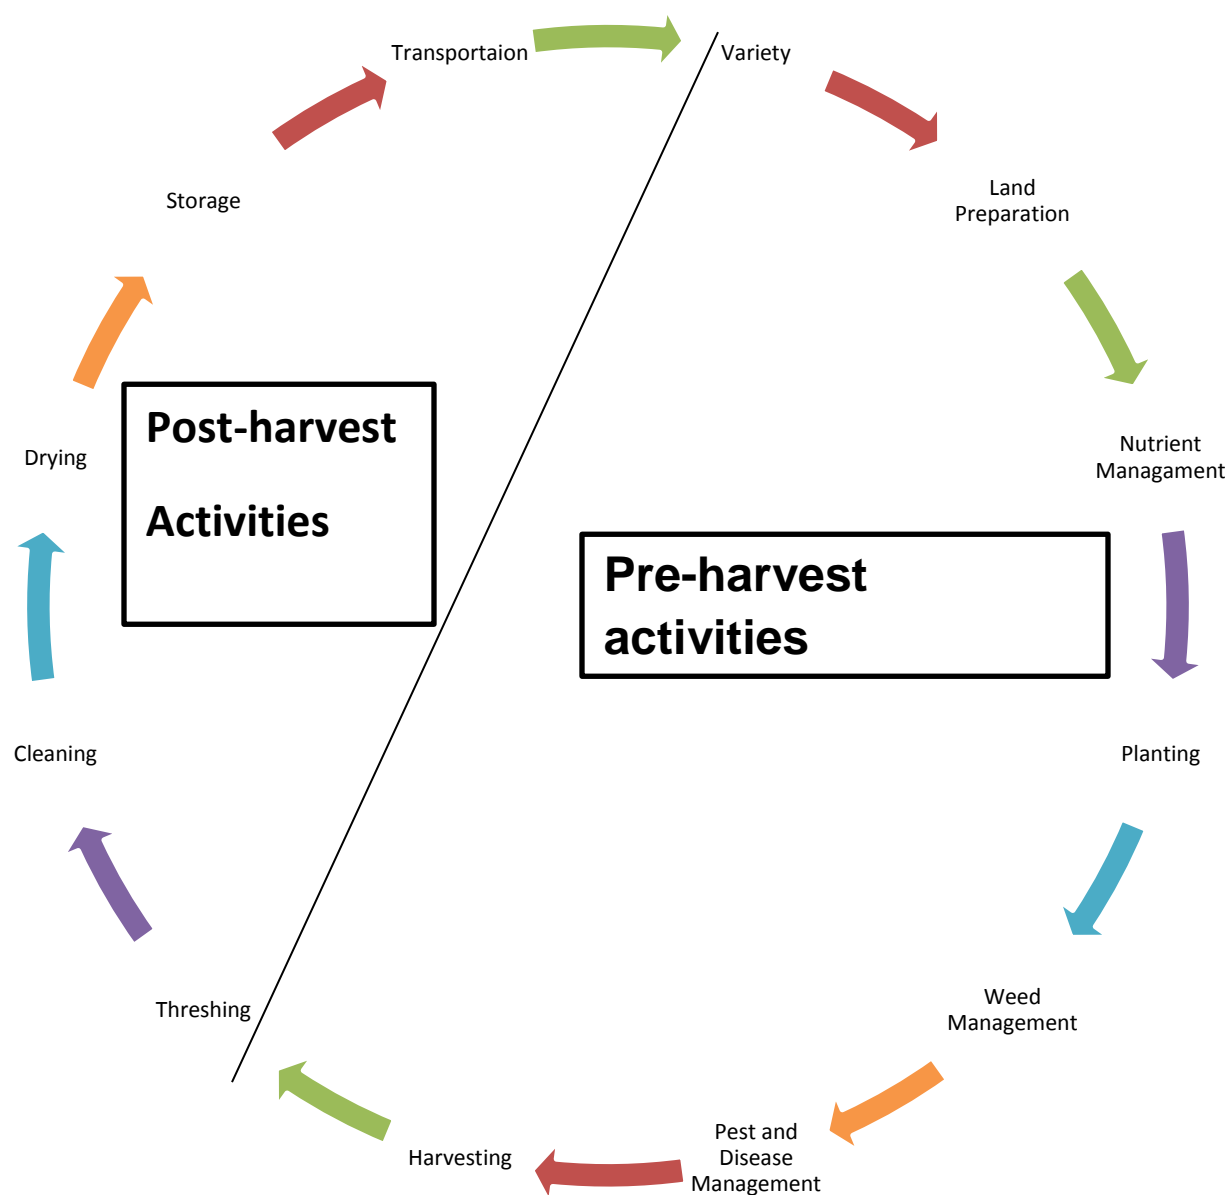 Transportaion
Variety
Land
Preparation
Nutrient
Managament
Planting
Weed
Management
Pest and
Disease
Management
Harvesting
Threshing
Cleaning
Drying
Storage
Post-harvest
Activities
Pre-harvest
activities